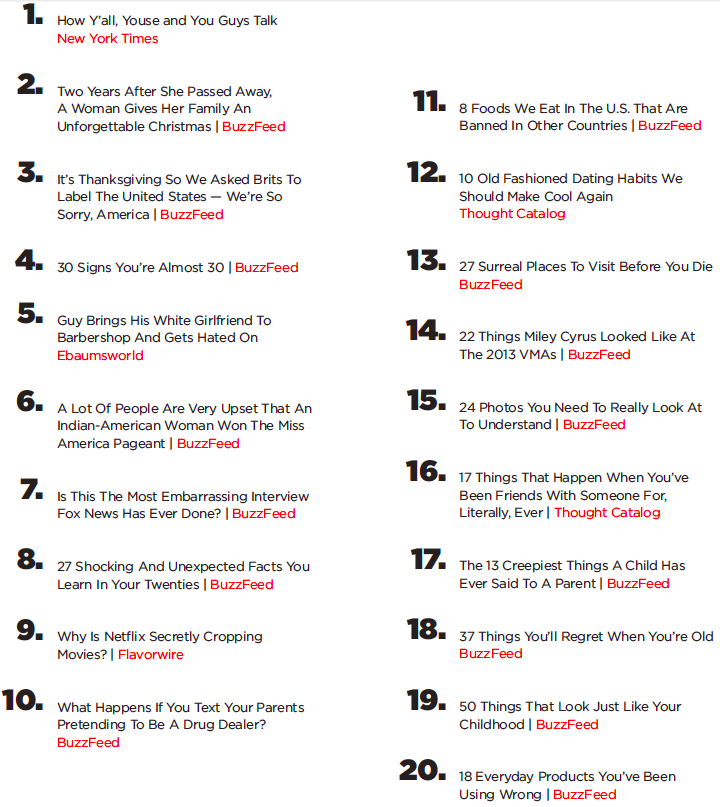 1. How Y'all, Youse and You Guys Talk
New York Times
2. Two Years After She Passed Away,
A Woman Gives Her Family An
Unforgettable Christmas | BuzzFeed
3. It's Thanksgiving So We Asked Brits To
Label The United States — We're So
Sorry, America | BuzzFeed
4. 30 Signs You're Almost 30 | BuzzFeed
5. Guy Brings His White Girlfriend To
Barbershop And Gets Hated On
Ebaumsworld
6. A Lot Of People Are Very Upset That An
Indian-American Woman Won The Miss
America Pageant | BuzzFeed
7. Is This The Most Embarrassing Interview
Fox News Has Ever Done? | BuzzFeed
8. 27 Shocking And Unexpected Facts You
Learn In Your Twenties | BuzzFeed
9. Why Is Netflix Secretly Cropping
Movies? | Flavorwire
10. What Happens If You Text Your Parents
Pretending To Be A Drug Dealer?
BuzzFeed
11. 8 Foods We Eat In The U.S. That Are
Banned In Other Countries | BuzzFeed
12. 10 Old Fashioned Dating Habits We
Should Make Cool Again
Thought Catalog
13. 27 Surreal Places To Visit Before You Die
BuzzFeed
14. 22 Things Miley Cyrus Looked Like At
The 2013 VMAs | BuzzFeed
15. 24 Photos You Need To Really Look At
To Understand | BuzzFeed
16. 17 Things That Happen When You've
Been Friends With Someone For,
Literally, Ever | Thought Catalog
17. The 13 Creepiest Things A Child Has
Ever Said To A Parent | BuzzFeed
18. 37 Things You'll Regret When You're Old
BuzzFeed
19. 50 Things That Look Just Like Your
Childhood | BuzzFeed
20. 18 Everyday Products You've Been
Using Wrong | BuzzFeed